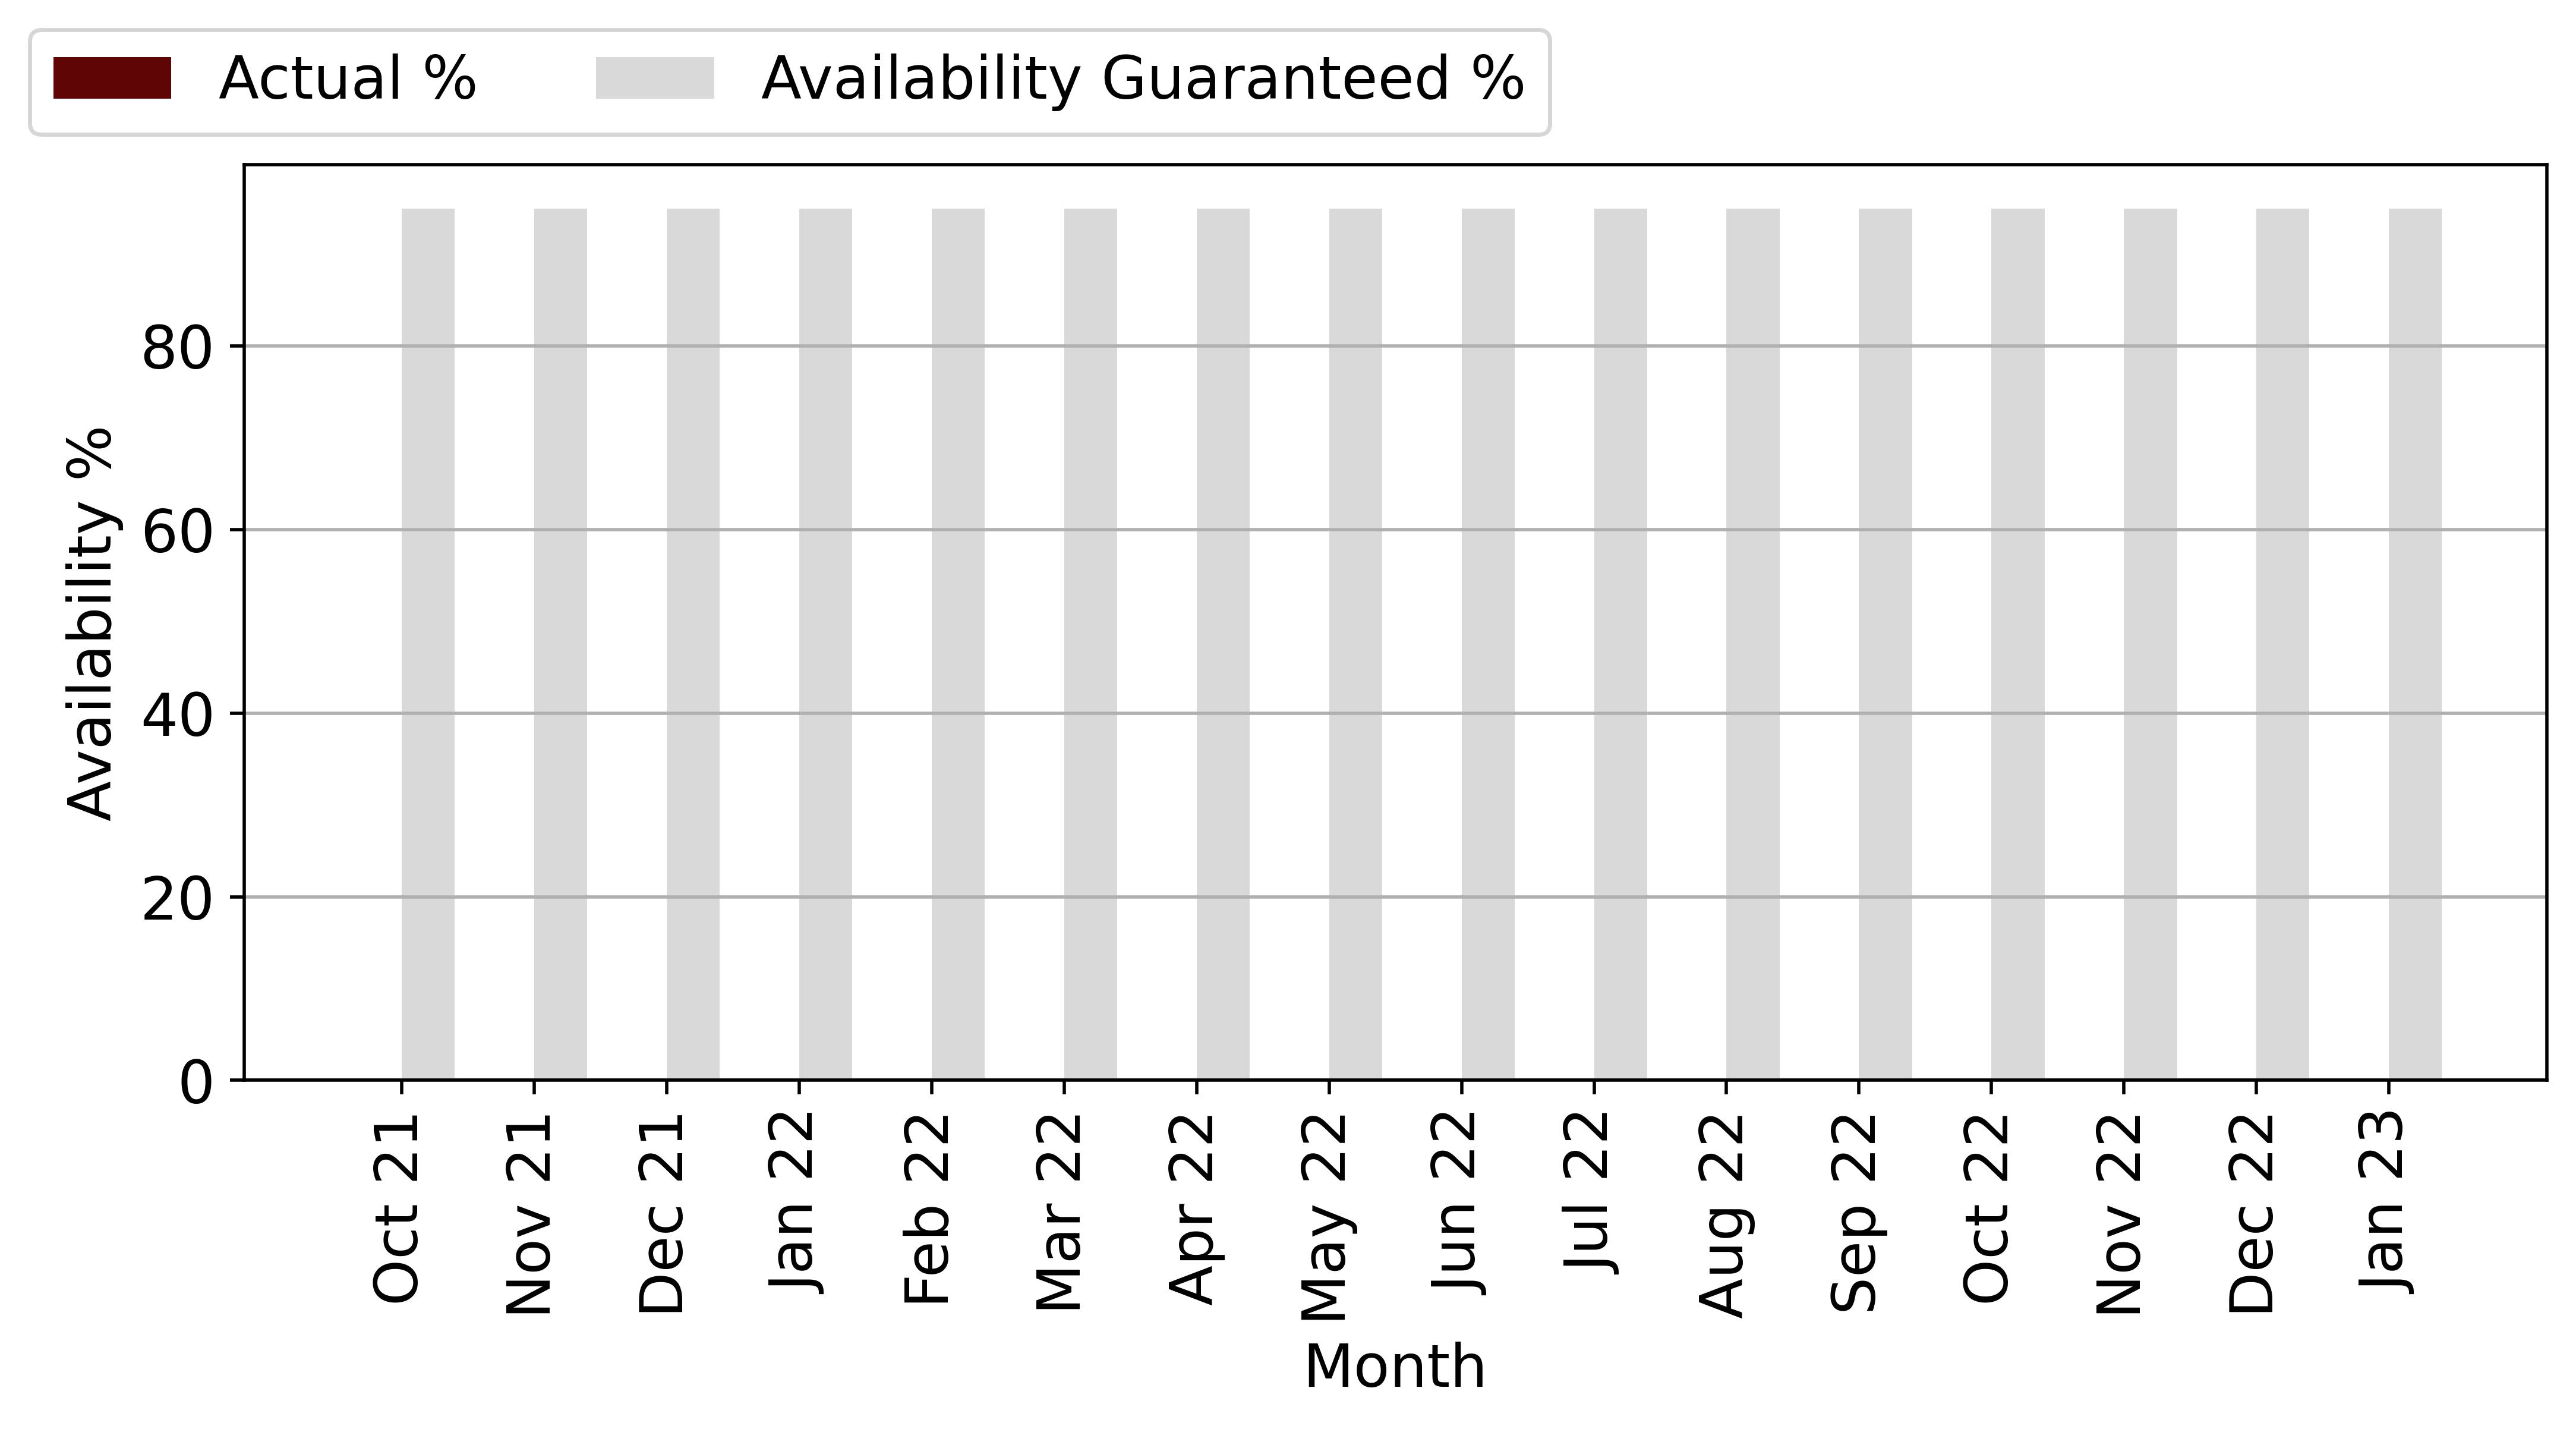 Actual % Availability Guaranteed %
80
60
40
20
0
Availability %
Oct 21
Nov 21
Dec 21
Jan 22
Feb 22
Mar 22
Apr 22
May 22
Jun 22
Jul 22
Aug 22
Sep 22
Oct 22
Nov 22
Dec 22
Jan 23
Month